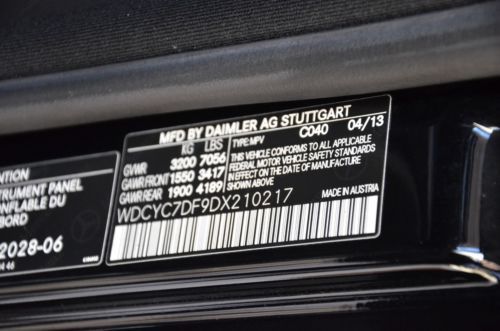 MFD BY DAIMLER AG STUTTGART
KG LBS TYPE: MPV C040 04/13
GVWR 3200 7056 THIS VEHICLE CONFORMS TO ALL APPLICABLE
GAWR FRONT 1550 3417 FEDERAL MOTOR VEHICLE SAFETY STANDARDS
GAWR REAR 1900 4189 IN EFFECT ON THE DATE OF MANUFACTURE
SHOWN ABOVE
WDCYC7DF9DX210217 MADE IN AUSTRIA
ENTION
TRUMENT PANEL
NFLABLE DU
BORD
2028-06